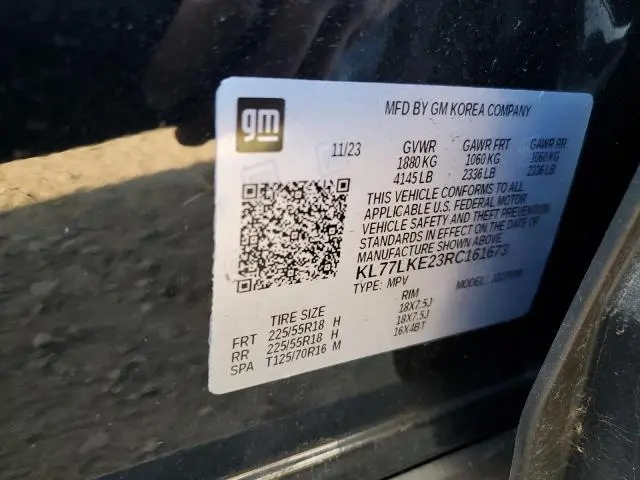 gm
MFD BY GM KOREA COMPANY
11/23 GVWR GAWR FRT GAWR RR
1880 KG 1060 KG 1060 KG
4145 LB 2336 LB 2336 LB
THIS VEHICLE CONFORMS TO ALL
APPLICABLE U.S. FEDERAL MOTOR
VEHICLE SAFETY AND THEFT PREVENTION
STANDARDS IN EFFECT ON THE DATE OF
MANUFACTURE SHOWN ABOVE.
KL77LKE23RC161673
TYPE: MPV MODEL:
TIRE SIZE RIM
FRT 225/55R18 H 18X7.5J
RR 225/55R18 H 18X7.5J
SPA T125/70R16 M 16X4BT